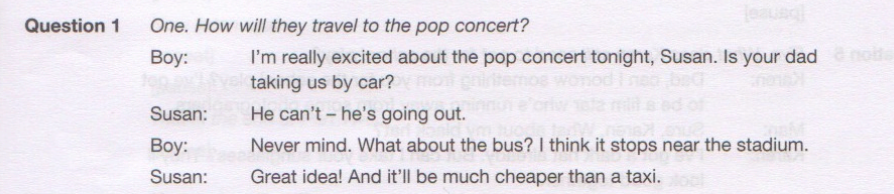 Question 1 One. How will they travel to the pop concert?
Boy: I'm really excited about the pop concert tonight, Susan. Is your dad
taking us by car?
Susan: He can't – he's going out.
Boy: Never mind. What about the bus? I think it stops near the stadium.
Susan: Great idea! And it'll be much cheaper than a taxi.